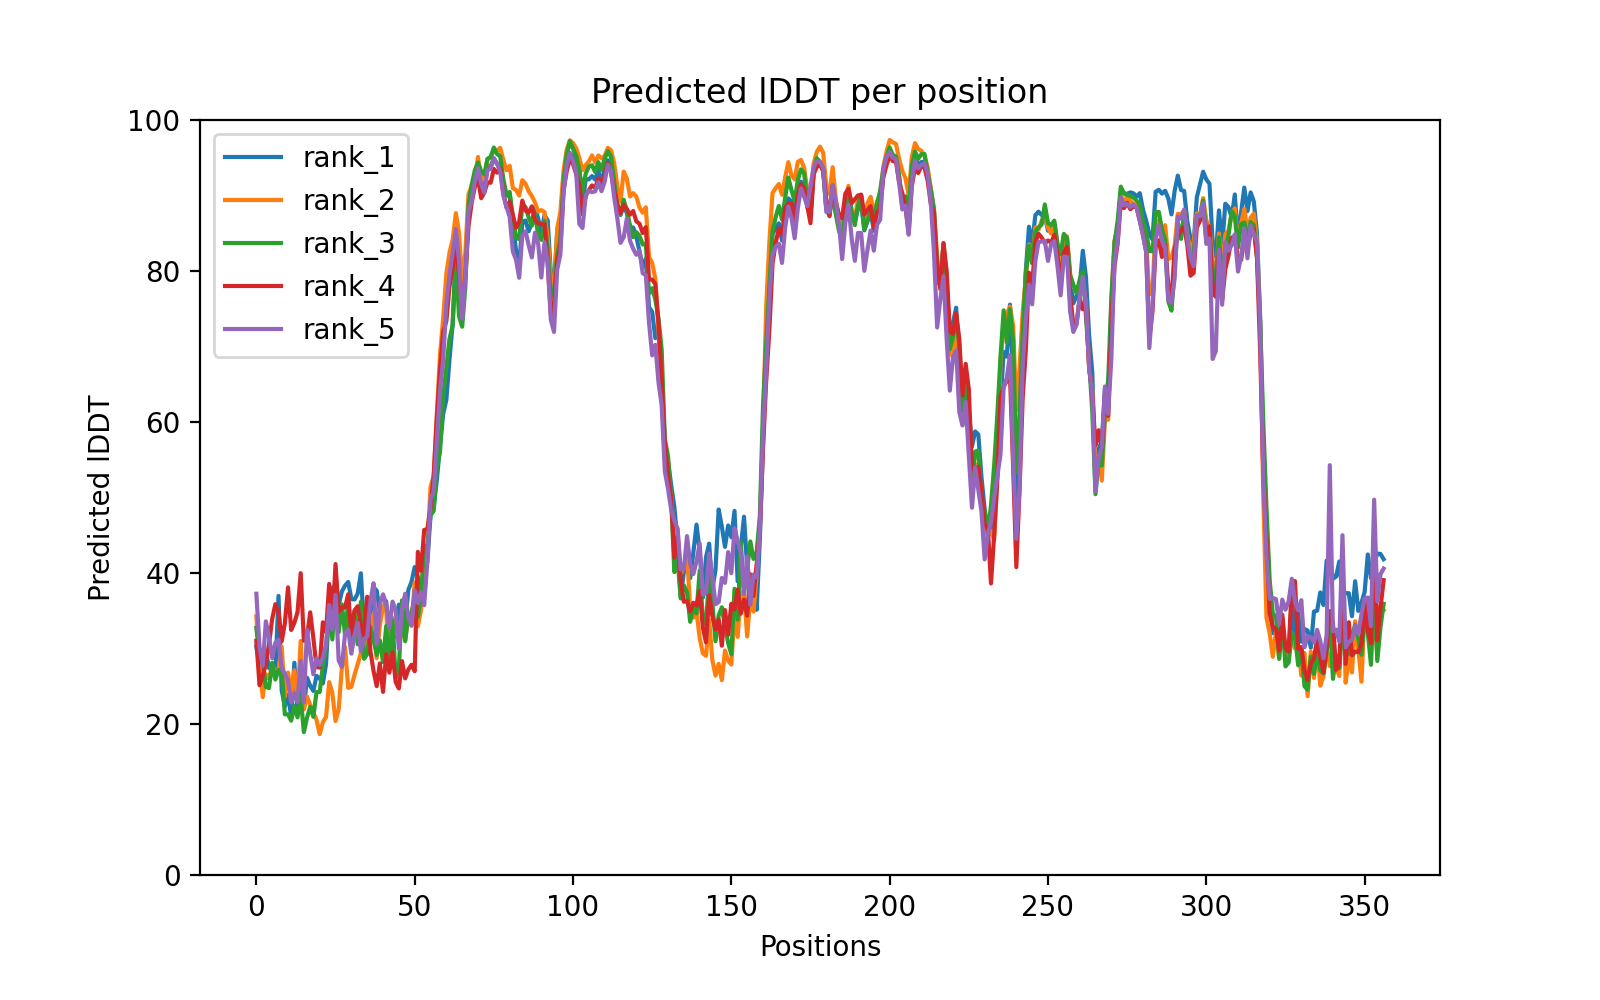 Predicted lDDT per position
100
80
60
40
20
0
Predicted lDDT
rank_1
rank_2
rank_3
rank_4
rank_5
0 50 100 150 200 250 300 350
Positions